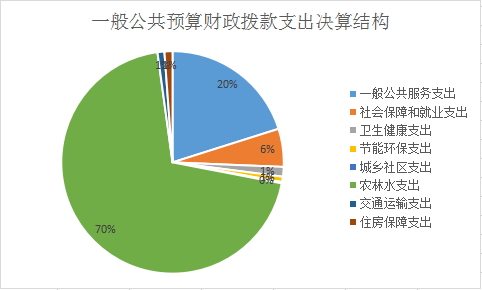 一般公共预算财政拨款支出决算结构
20%
6%
1%
0%
70%
1%
一般公共服务支出
社会保障和就业支出
卫生健康支出
节能环保支出
城乡社区支出
农林水支出
交通运输支出
住房保障支出